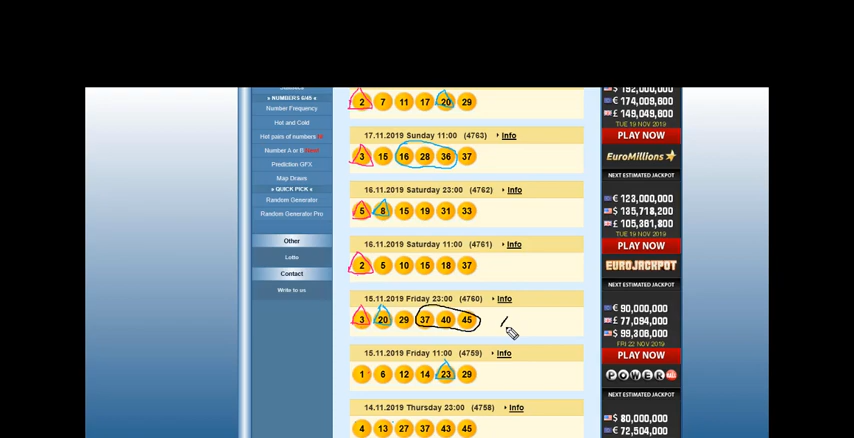 « NUMBERS 6/45 «
Number Frequency
Hot and Cold
Hot pairs of numbers
Number A or B
Prediction GFX
Map Draws
« QUICK PICK «
Random Generator
Random Generator Pro
Other
Lotto
Contact
Write to us
2 7 11 17 20 29
17.11.2019 Sunday 11:00 (4763) Info
3 15 16 28 36 37
16.11.2019 Saturday 23:00 (4762) Info
5 8 15 19 31 33
16.11.2019 Saturday 11:00 (4761) Info
2 5 10 15 18 37
15.11.2019 Friday 23:00 (4760) Info
3 20 29 37 40 45
15.11.2019 Friday 11:00 (4759) Info
1 6 12 14 23 29
14.11.2019 Thursday 23:00 (4758) Info
4 13 27 37 43 45
$ 192,000,000
€ 174,009,600
£ 149,049,600
TUE 19 NOV 2019
PLAY NOW
EuroMillions
NEXT ESTIMATED JACKPOT
€ 123,000,000
$ 135,718,200
£ 105,361,800
TUE 19 NOV 2019
PLAY NOW
EUROJACKPOT
NEXT ESTIMATED JACKPOT
€ 90,000,000
£ 77,094,000
$ 99,306,000
FRI 22 NOV 2019
PLAY NOW
POWERBALL
NEXT ESTIMATED JACKPOT
$ 80,000,000
€ 72,504,000